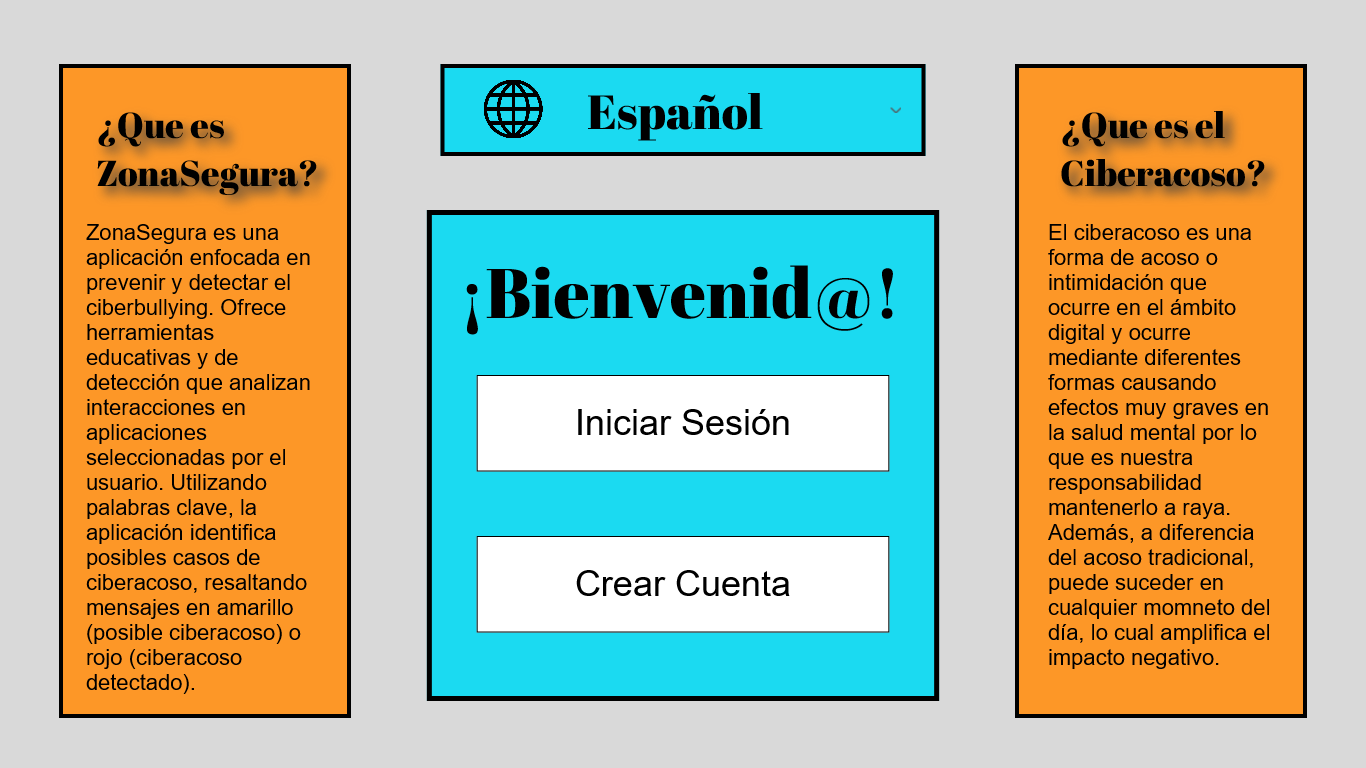 ¿Que es
ZonaSegura?
ZonaSegura es una
aplicación enfocada en
prevenir y detectar el
ciberbullying. Ofrece
herramientas
educativas y de
detección que analizan
interacciones en
aplicaciones
seleccionadas por el
usuario. Utilizando
palabras clave, la
aplicación identifica
posibles casos de
ciberacoso, resaltando
mensajes en amarillo
(posible ciberacoso) o
rojo (ciberacoso
detectado).
Español
¡Bienvenid@!
Iniciar Sesión
Crear Cuenta
¿Que es el
Ciberacoso?
El ciberacoso es una
forma de acoso o
intimidación que
ocurre en el ámbito
digital y ocurre
mediante diferentes
formas causando
efectos muy graves en
la salud mental por lo
que es nuestra
responsabilidad
mantenerlo a raya.
Además, a diferencia
del acoso tradicional,
puede suceder en
cualquier momneto del
día, lo cual amplifica el
impacto negativo.